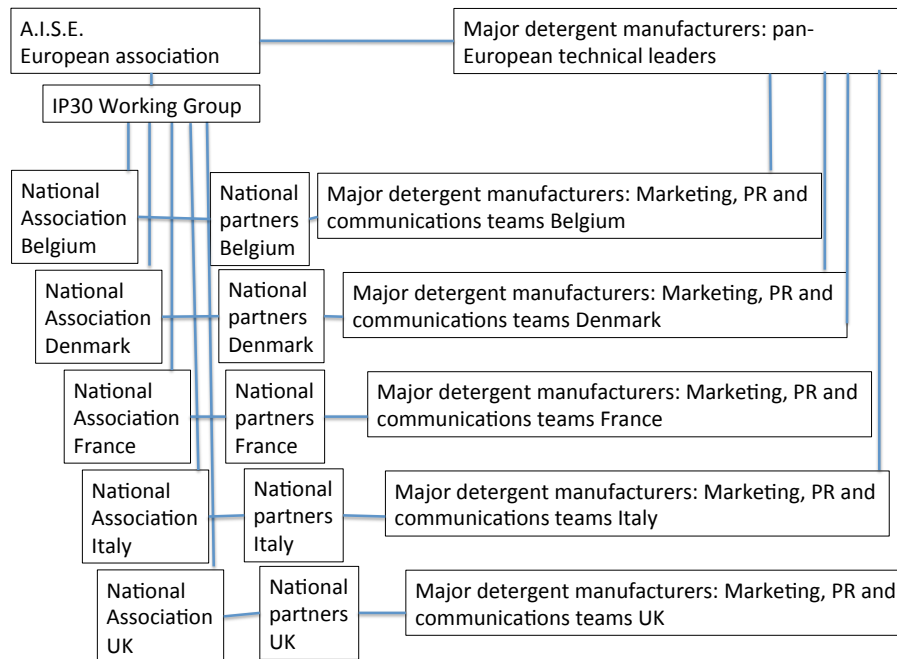 A.I.S.E.
European association
Major detergent manufacturers: pan-
European technical leaders
IP30 Working Group
National
Association
Belgium
National
partners
Belgium
Major detergent manufacturers: Marketing, PR and
communications teams Belgium
National
Association
Denmark
National
partners
Denmark
Major detergent manufacturers: Marketing, PR and
communications teams Denmark
National
Association
France
National
partners
France
Major detergent manufacturers: Marketing, PR and
communications teams France
National
Association
Italy
National
partners
Italy
Major detergent manufacturers: Marketing, PR and
communications teams Italy
National
Association
UK
National
partners
UK
Major detergent manufacturers: Marketing, PR and
communications teams UK